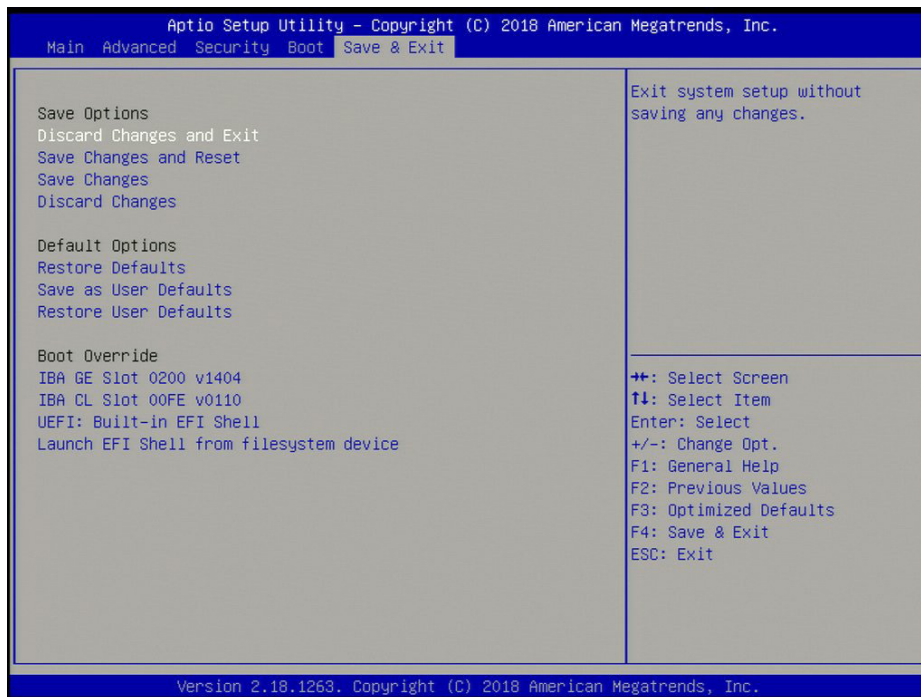 Aptio Setup Utility – Copyright (C) 2018 American Megatrends, Inc.
Main Advanced Security Boot Save & Exit
Save Options
Discard Changes and Exit
Save Changes and Reset
Save Changes
Discard Changes
Default Options
Restore Defaults
Save as User Defaults
Restore User Defaults
Boot Override
IBA GE Slot 0200 v1404
IBA CL Slot 00FE v0110
UEFI: Built-in EFI Shell
Launch EFI Shell from filesystem device
Exit system setup without
saving any changes.
→←: Select Screen
↑↓: Select Item
Enter: Select
+/-: Change Opt.
F1: General Help
F2: Previous Values
F3: Optimized Defaults
F4: Save & Exit
ESC: Exit
Version 2.18.1263. Copyright (C) 2018 American Megatrends, Inc.